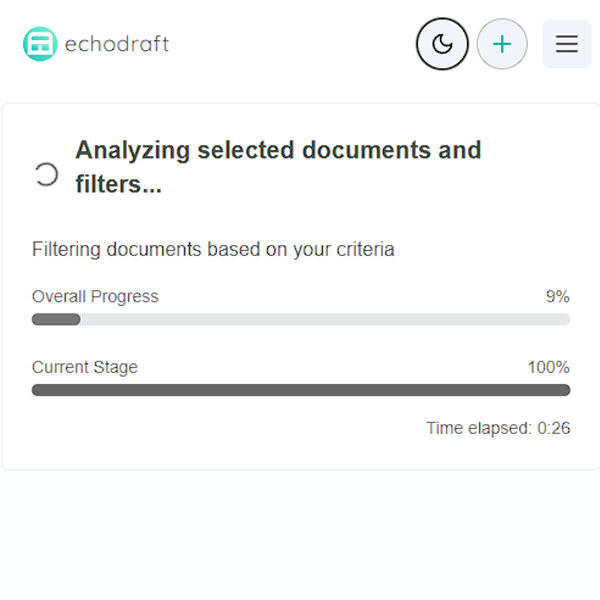 echodraft
Analyzing selected documents and
filters...
Filtering documents based on your criteria
Overall Progress 9%
Current Stage 100%
Time elapsed: 0:26